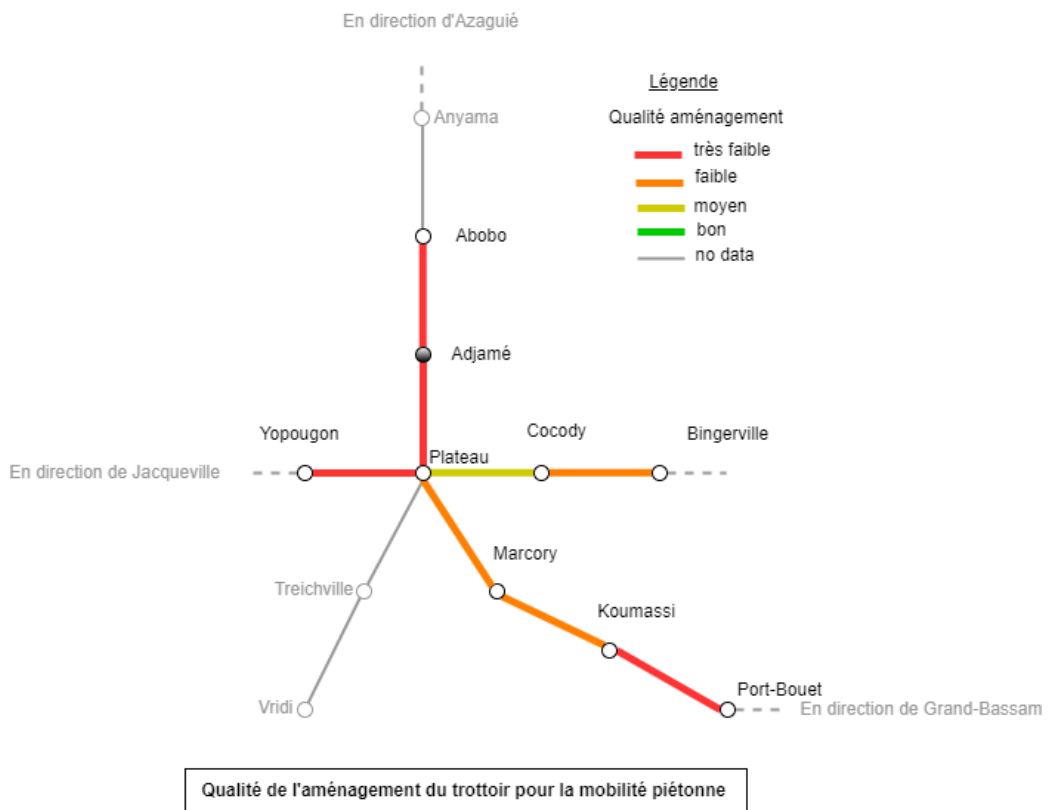 En direction d'Azaguié
Légende
Anyama
Qualité aménagement
très faible
faible
moyen
bon
no data
Abobo
Adjamé
Yopougon
Cocody
Bingerville
Plateau
En direction de Jacqueville
Marcory
Treichville
Koumassi
Port-Bouet
Vridi
En direction de Grand-Bassam
Qualité de l'aménagement du trottoir pour la mobilité piétonne